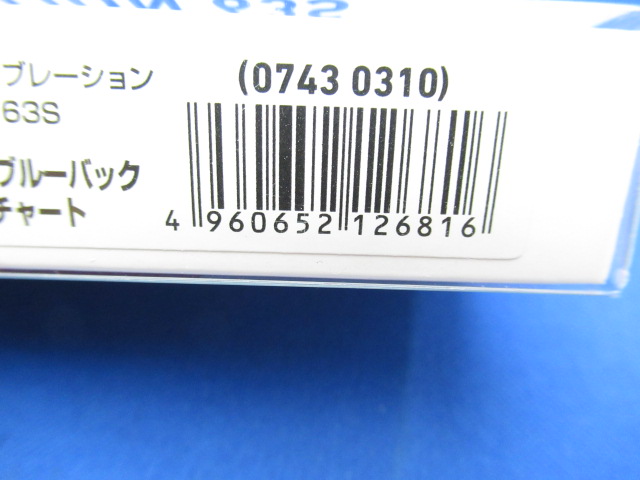 ブレーション
63S
ブルーバック
チャート
(0743 0310)
4 960652 126816